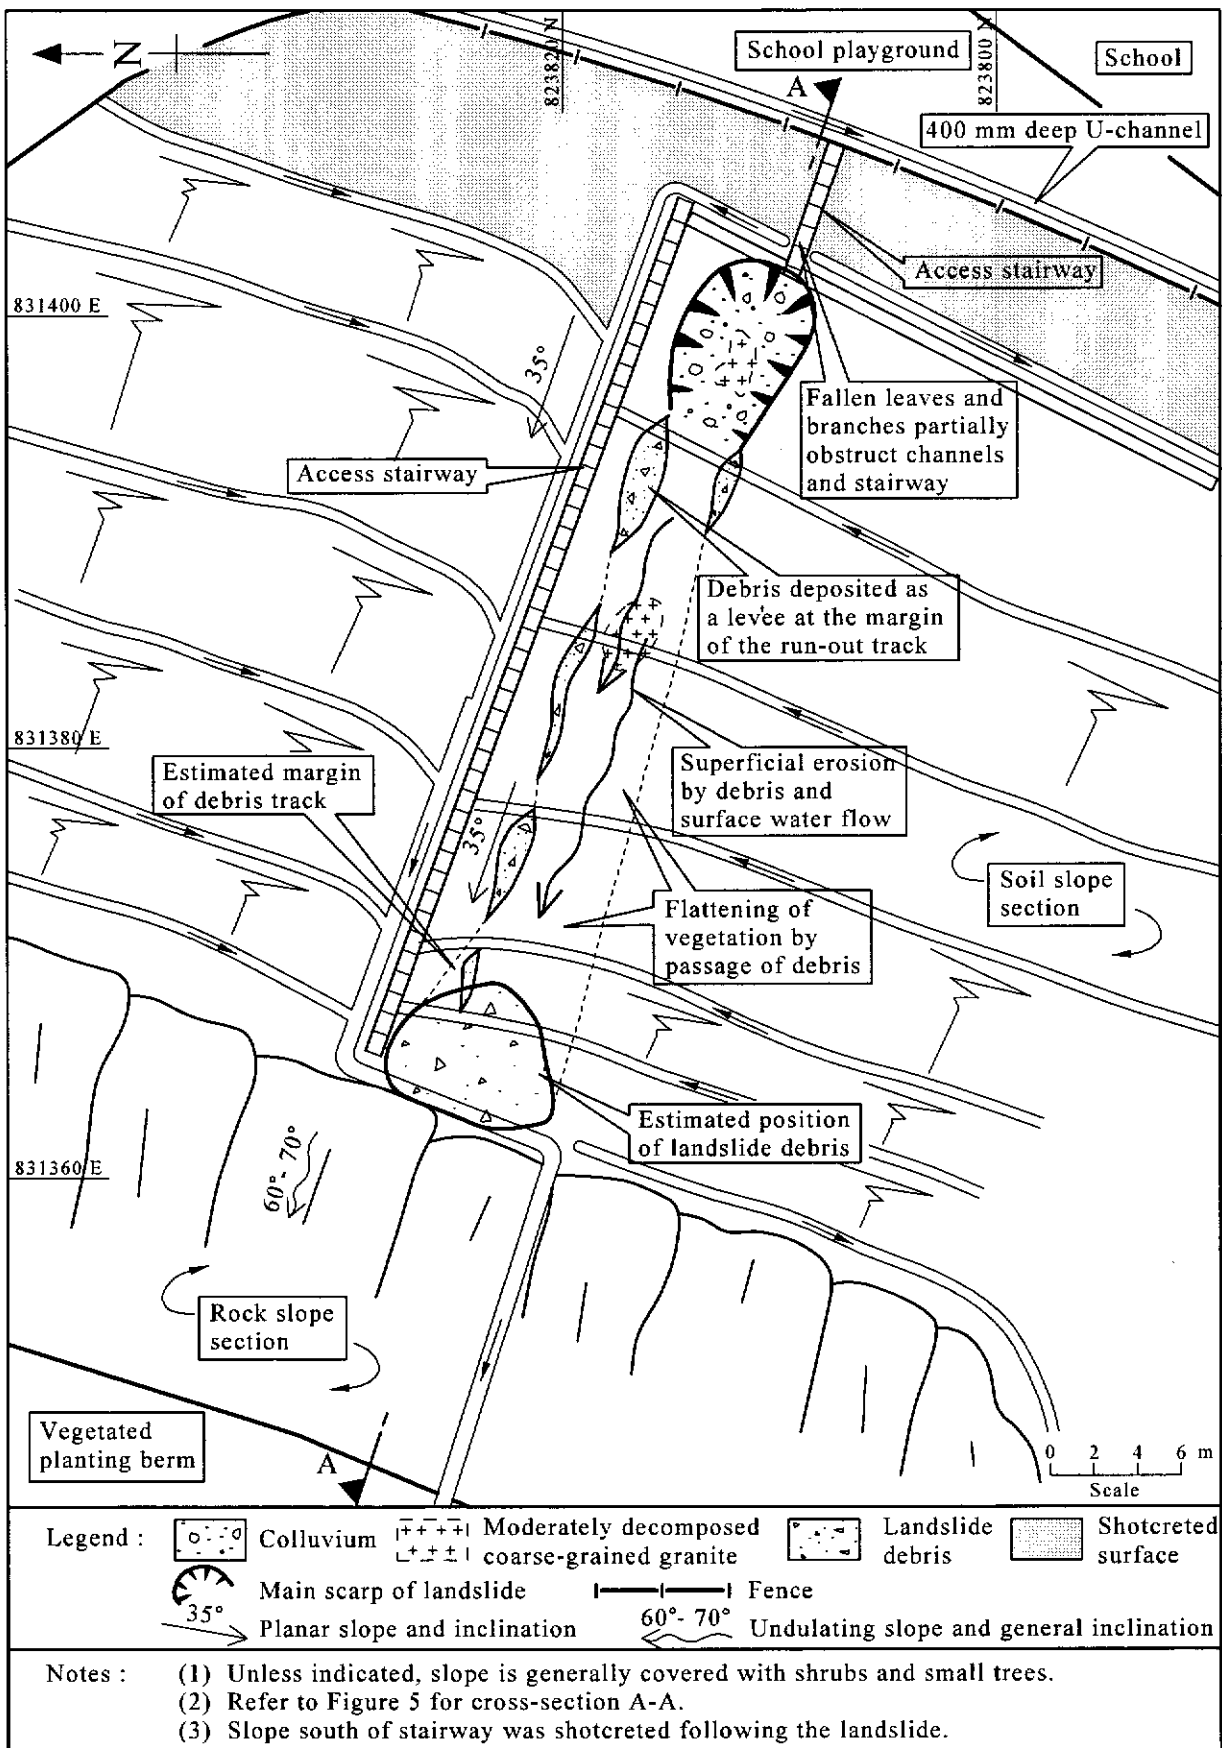 N
823820 N
823800 N
School playground
School
A
400 mm deep U-channel
Access stairway
831400 E
35°
Fallen leaves and
branches partially
obstruct channels
and stairway
Access stairway
Debris deposited as
a levee at the margin
of the run-out track
831380 E
Estimated margin
of debris track
Superficial erosion
by debris and
surface water flow
35°
Soil slope
section
Flattening of
vegetation by
passage of debris
Estimated position
of landslide debris
831360 E
60°- 70°
Rock slope
section
Vegetated
planting berm
A
0 2 4 6 m
Scale
Legend :
Colluvium
Moderately decomposed
coarse-grained granite
Landslide
debris
Shotcreted
surface
Main scarp of landslide
Fence
35°
Planar slope and inclination
60°- 70°
Undulating slope and general inclination
Notes : (1) Unless indicated, slope is generally covered with shrubs and small trees.
(2) Refer to Figure 5 for cross-section A-A.
(3) Slope south of stairway was shotcreted following the landslide.